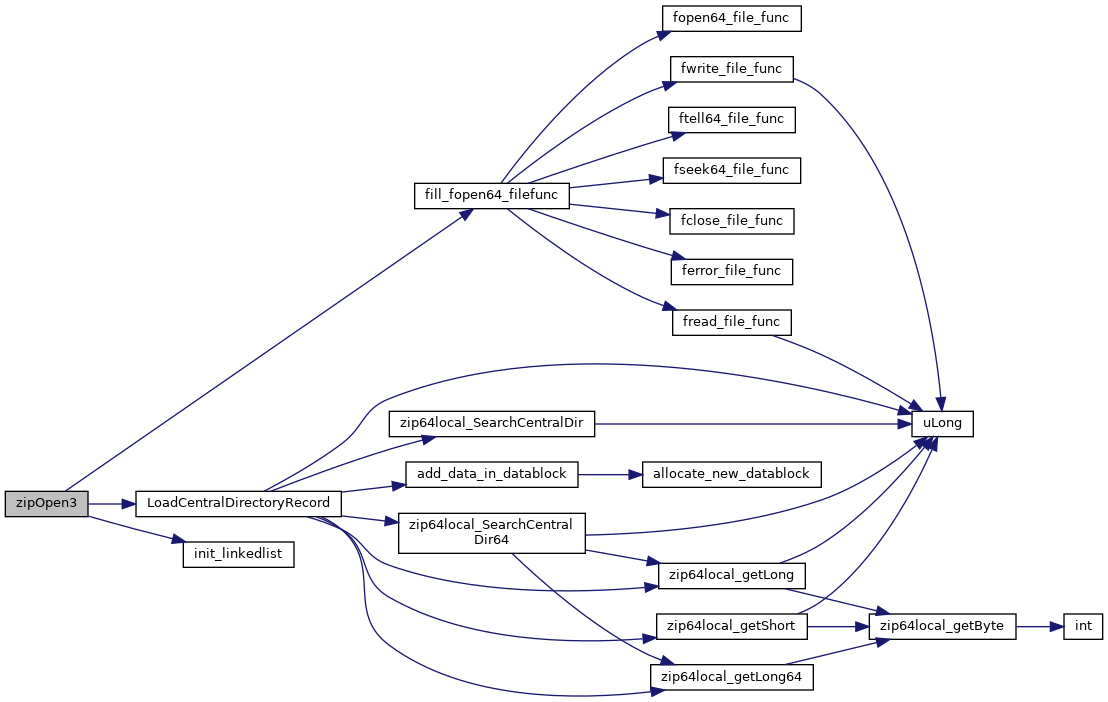 fopen64_file_func
fwrite_file_func
ftell64_file_func
fseek64_file_func
fill_fopen64_filefunc
fclose_file_func
ferror_file_func
fread_file_func
zip64local_SearchCentralDir
uLong
add_data_in_datablock
allocate_new_datablock
zipOpen3
LoadCentralDirectoryRecord
zip64local_SearchCentral
Dir64
init_linkedlist
zip64local_getLong
zip64local_getShort
zip64local_getByte
int
zip64local_getLong64